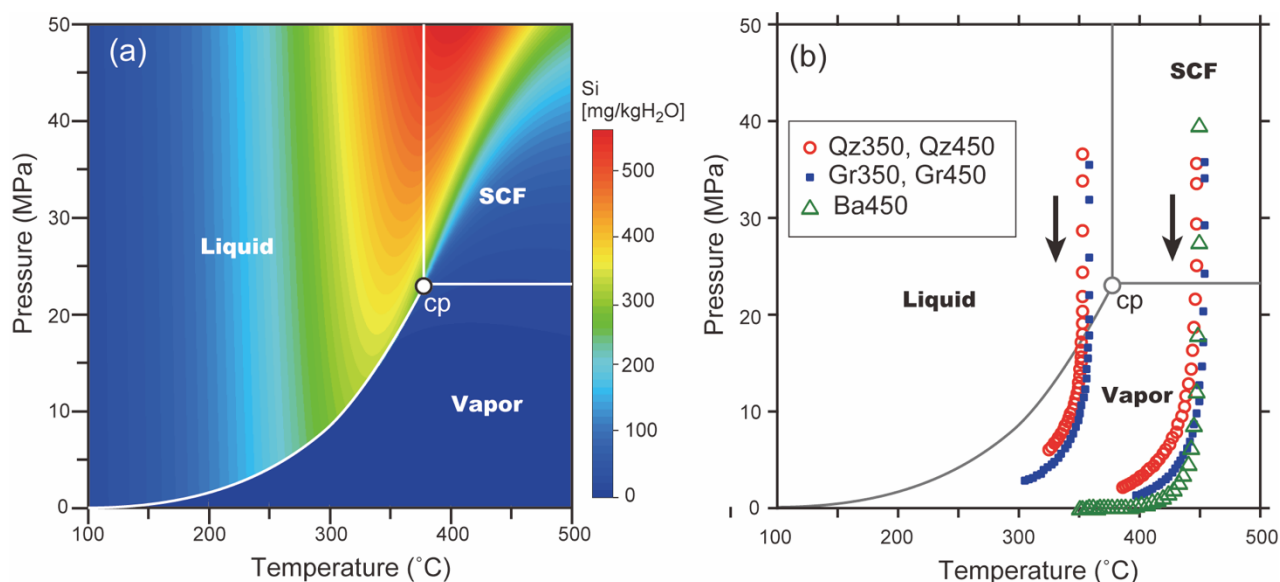 (a)
50
40
30
20
10
0
Pressure (MPa)
Liquid
SCF
cp
Vapor
100
200
300
400
500
Temperature (˚C)
Si
[mg/kgH₂O]
500
400
300
200
100
0
(b)
50
40
30
20
10
0
Pressure (MPa)
SCF
Qz350, Qz450
Gr350, Gr450
Ba450
Liquid
cp
Vapor
100
200
300
400
500
Temperature (˚C)